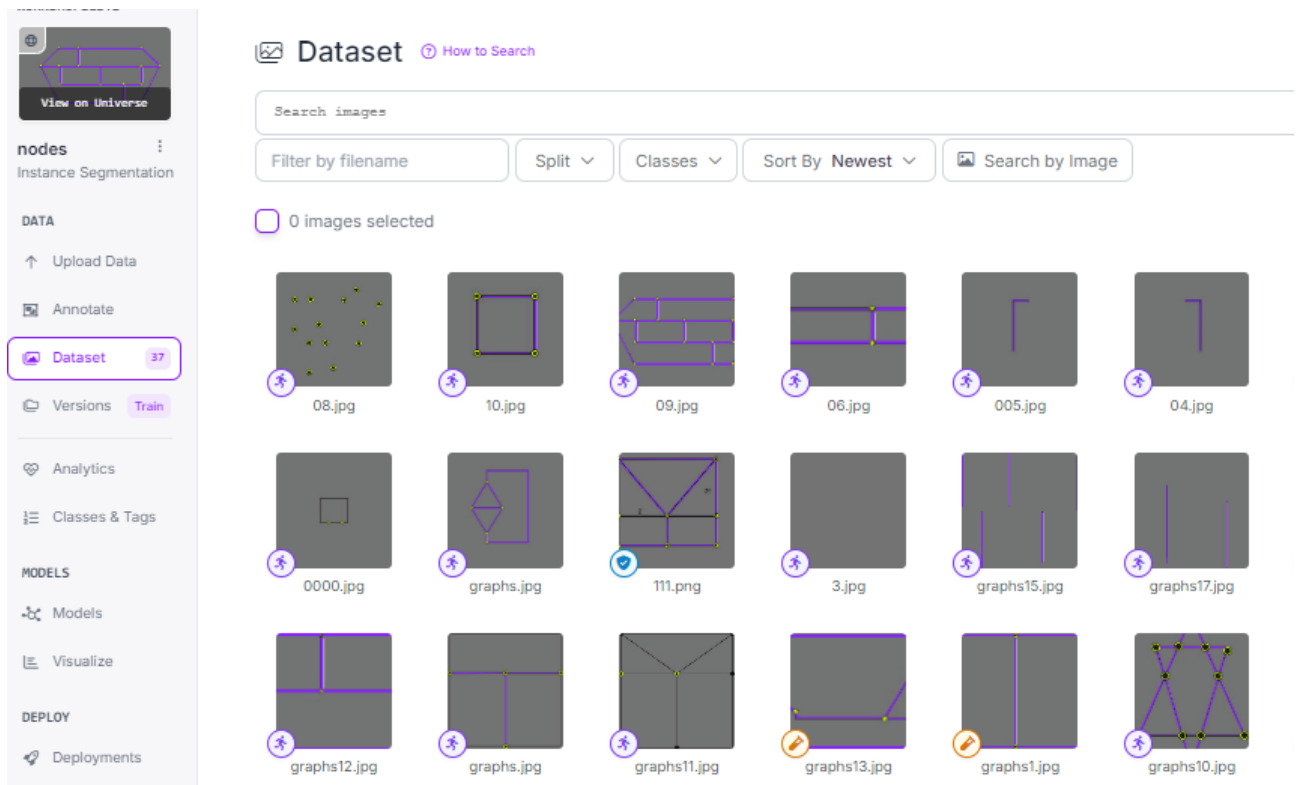 View on Universe
nodes
Instance Segmentation
DATA
Upload Data
Annotate
Dataset 37
Versions Train
Analytics
Classes & Tags
MODELS
Models
Visualize
DEPLOY
Deployments
Dataset How to Search
Search images
Filter by filename Split Classes Sort By Newest Search by Image
0 images selected
08.jpg 10.jpg 09.jpg 06.jpg 005.jpg 04.jpg
0000.jpg graphs.jpg 111.png 3.jpg graphs15.jpg graphs17.jpg
graphs12.jpg graphs.jpg graphs11.jpg graphs13.jpg graphs1.jpg graphs10.jpg